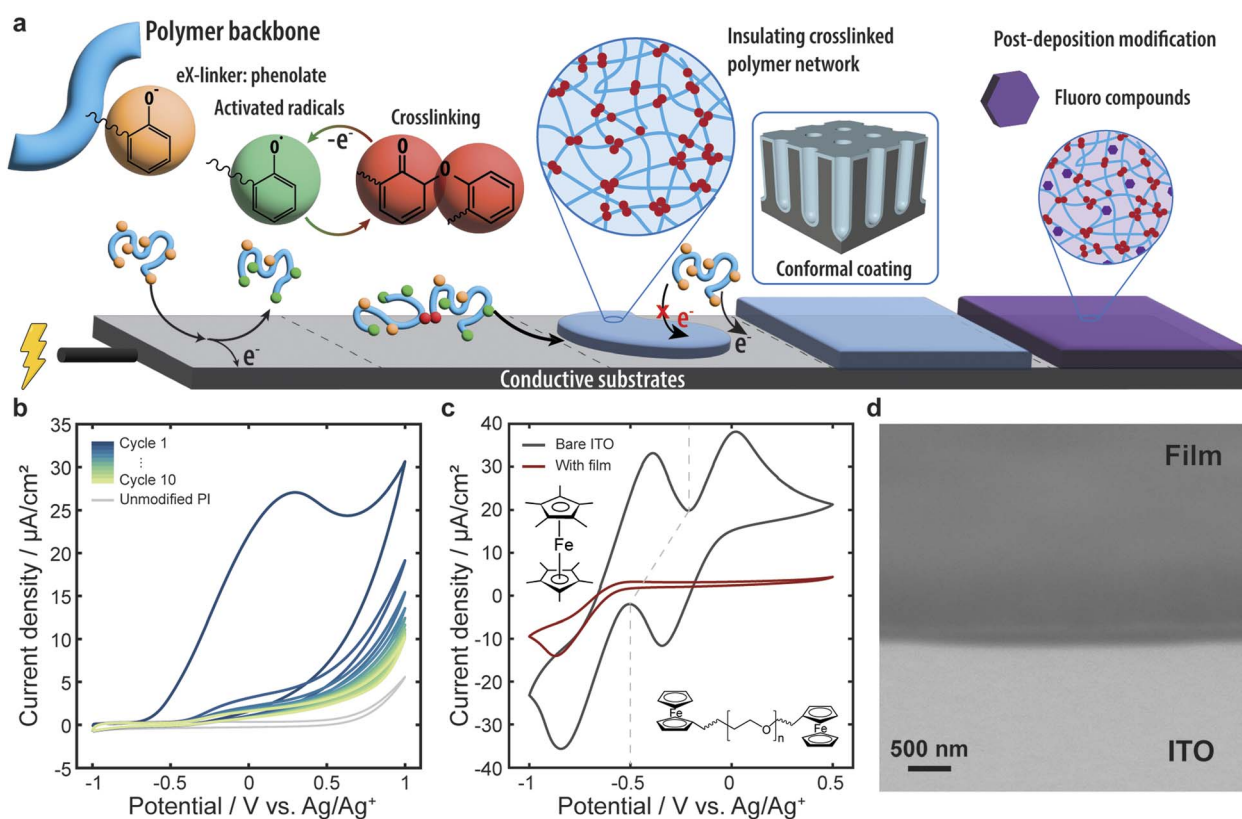 a
Polymer backbone
eX-linker: phenolate
O-
Activated radicals
O·
-e-
Crosslinking
O
O
Insulating crosslinked
polymer network
Conformal coating
Post-deposition modification
Fluoro compounds
e-
X e-
e-
Conductive substrates
b
Cycle 1
⋮
Cycle 10
Unmodified PI
35
30
25
20
15
10
5
0
-5
Current density / µA/cm²
-1
-0.5
0
0.5
1
Potential / V vs. Ag/Ag⁺
c
Bare ITO
With film
Fe
Fe
O
n
Fe
40
30
20
10
0
-10
-20
-30
-40
Current density / µA/cm²
-1
-0.5
0
0.5
Potential / V vs. Ag/Ag⁺
d
Film
500 nm
ITO